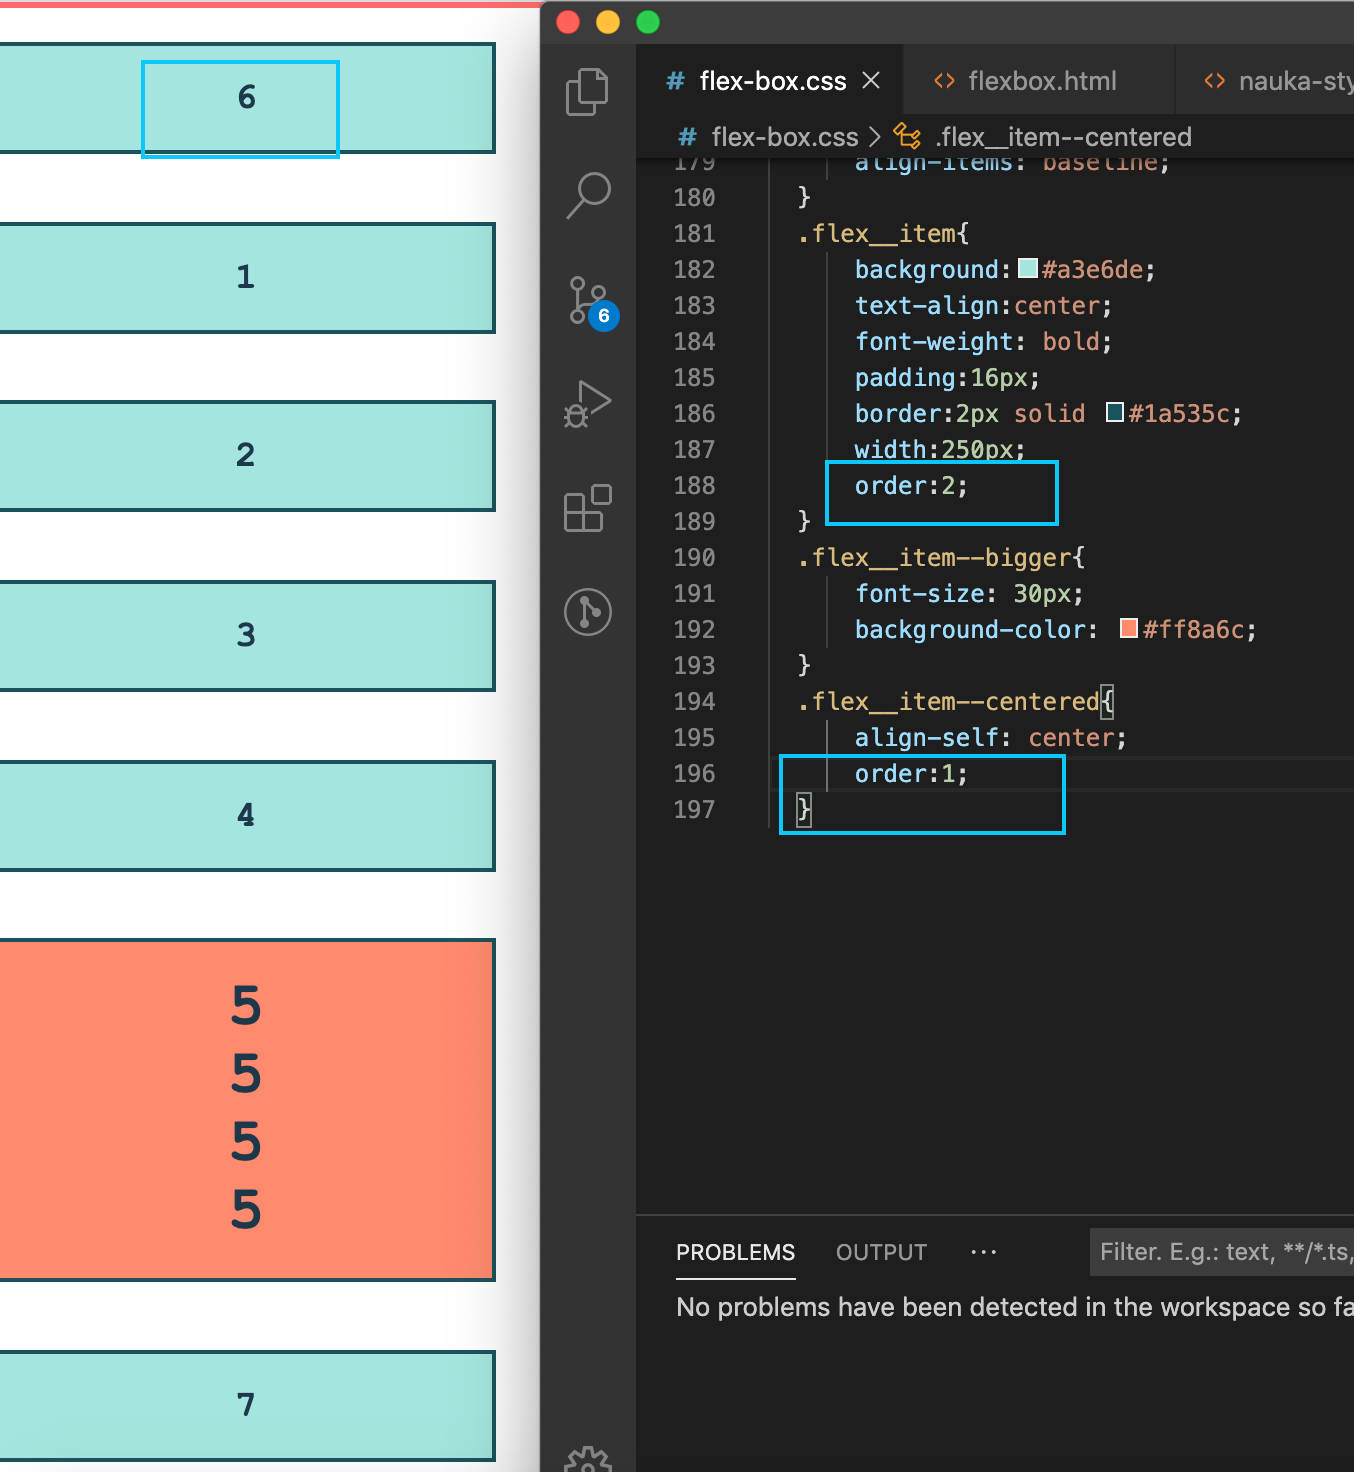 6
1
2
3
4
5
5
5
5
7
# flex-box.css
<> flexbox.html
<> nauka-sty
# flex-box.css > .flex__item--centered
179 align-items: baseline;
180 }
181 .flex__item{
182 background:#a3e6de;
183 text-align:center;
184 font-weight: bold;
185 padding:16px;
186 border:2px solid #1a535c;
187 width:250px;
188 order:2;
189 }
190 .flex__item--bigger{
191 font-size: 30px;
192 background-color: #ff8a6c;
193 }
194 .flex__item--centered{
195 align-self: center;
196 order:1;
197 }
6
PROBLEMS OUTPUT ··· Filter. E.g.: text, **/*.ts,
No problems have been detected in the workspace so fa